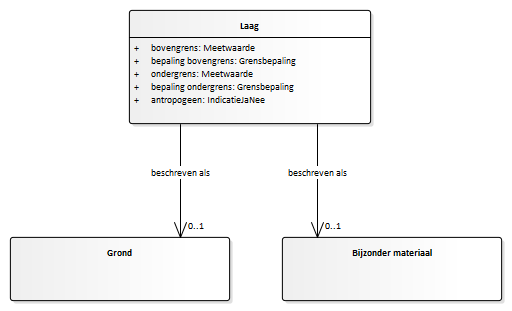 Laag
+ bovengrens: Meetwaarde
+ bepaling bovengrens: Grensbepaling
+ ondergrens: Meetwaarde
+ bepaling ondergrens: Grensbepaling
+ antropogeen: IndicatieJaNee
beschreven als
beschreven als
0..1
0..1
Grond
Bijzonder materiaal